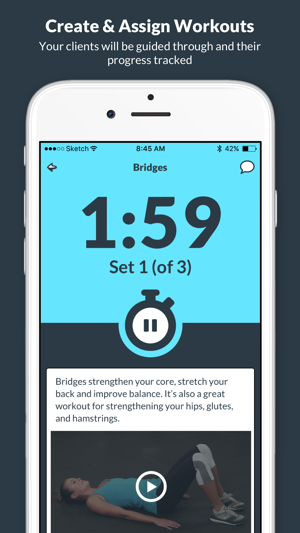 Create & Assign Workouts
Your clients will be guided through and their
progress tracked
Sketch 8:45 AM 42%
Bridges
1:59
Set 1 (of 3)
Bridges strengthen your core, stretch your
back and improve balance. It's also a great
workout for strengthening your hips, glutes,
and hamstrings.